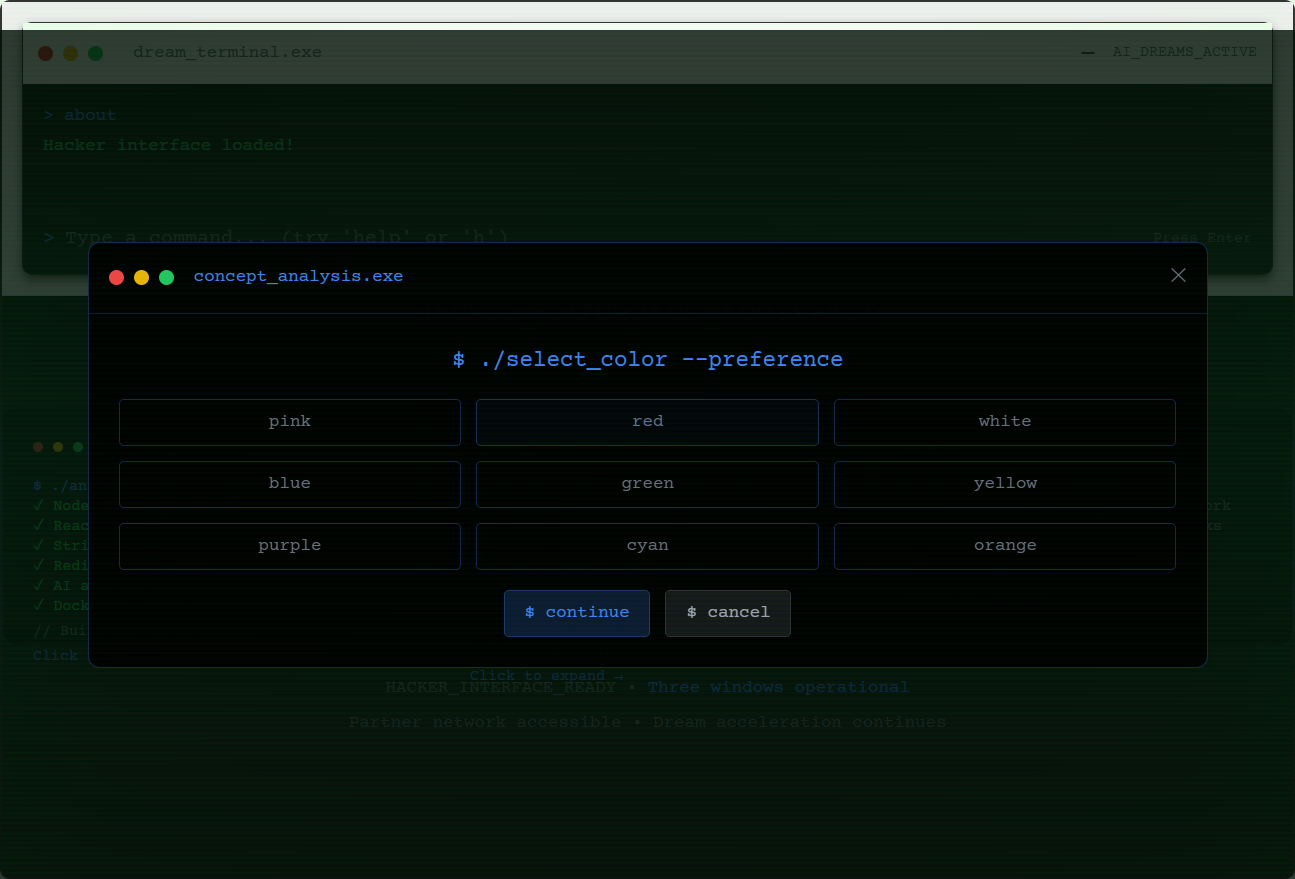 dream_terminal.exe
— AI_DREAMS_ACTIVE
> about
Hacker interface loaded!
> Type a command... (try 'help' or 'h')
Press Enter
concept_analysis.exe
$ ./select_color --preference
pink red white
blue green yellow
purple cyan orange
$ continue $ cancel
$ ./an
✓ Node
✓ Reac
✓ Stri
✓ Redi
✓ AI a
✓ Dock
// Bui
Click
ork
ks
Click to expand →
HACKER_INTERFACE_READY • Three windows operational
Partner network accessible • Dream acceleration continues